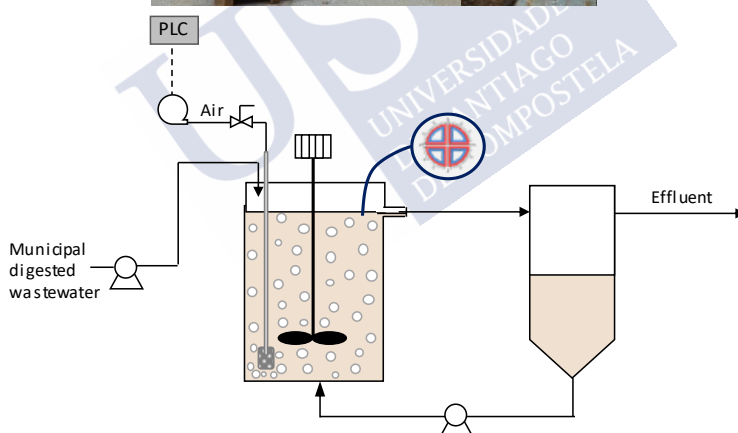 PLC
Air
Municipal
digested
wastewater
Effluent
UNIVERSIDADE
DE SANTIAGO
DE COMPOSTELA